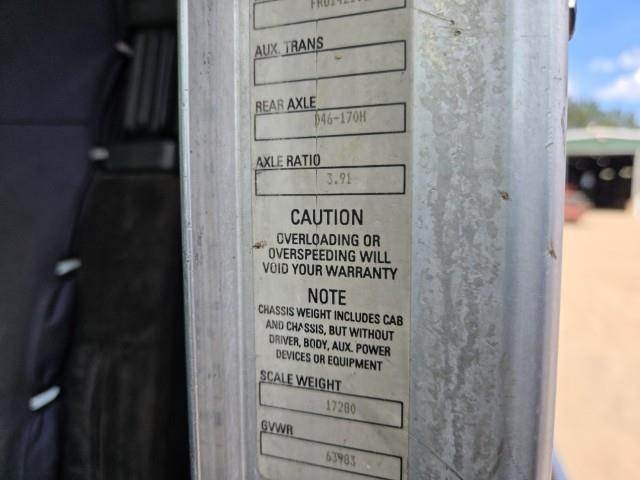 AUX. TRANS
REAR AXLE
D46-170H
AXLE RATIO
3.91
CAUTION
OVERLOADING OR
OVERSPEEDING WILL
VOID YOUR WARRANTY
NOTE
CHASSIS WEIGHT INCLUDES CAB
AND CHASSIS, BUT WITHOUT
DRIVER, BODY, AUX. POWER
DEVICES OR EQUIPMENT
SCALE WEIGHT
17280
GVWR
63983